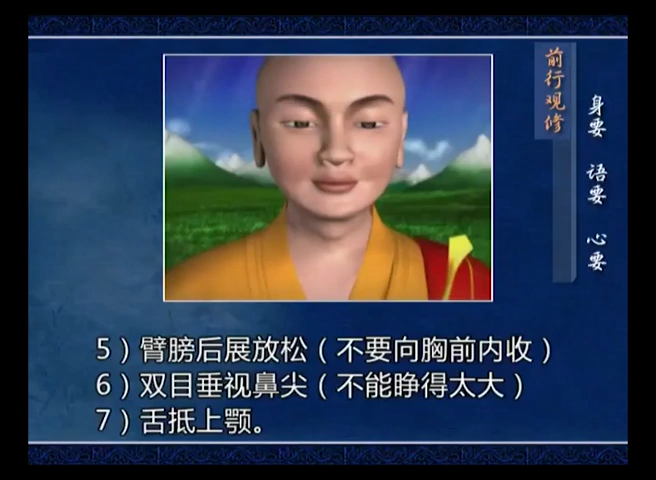 前行观修
身要 语要 心要
5）臂膀后展放松（不要向胸前内收）
6）双目垂视鼻尖（不能睁得太大）
7）舌抵上颚。